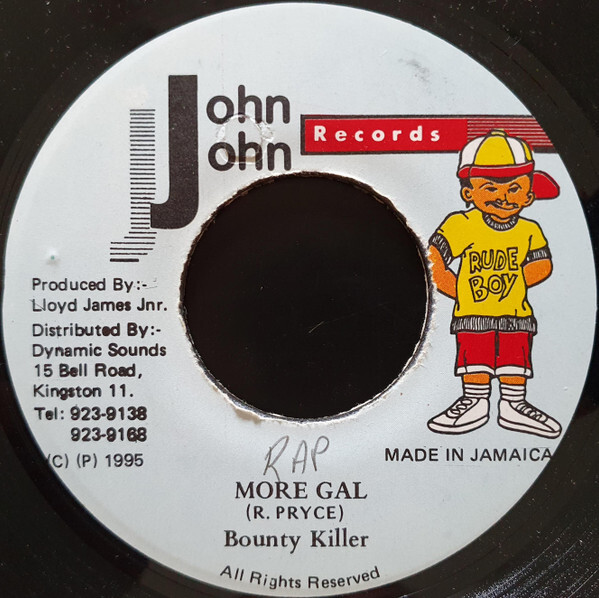 John
John
Records
RUDE
BOY
Produced By:-
Lloyd James Jnr.
Distributed By:-
Dynamic Sounds
15 Bell Road,
Kingston 11.
Tel: 923-9138
923-9168
(C) (P) 1995
MADE IN JAMAICA
RAP
MORE GAL
(R. PRYCE)
Bounty Killer
All Rights Reserved